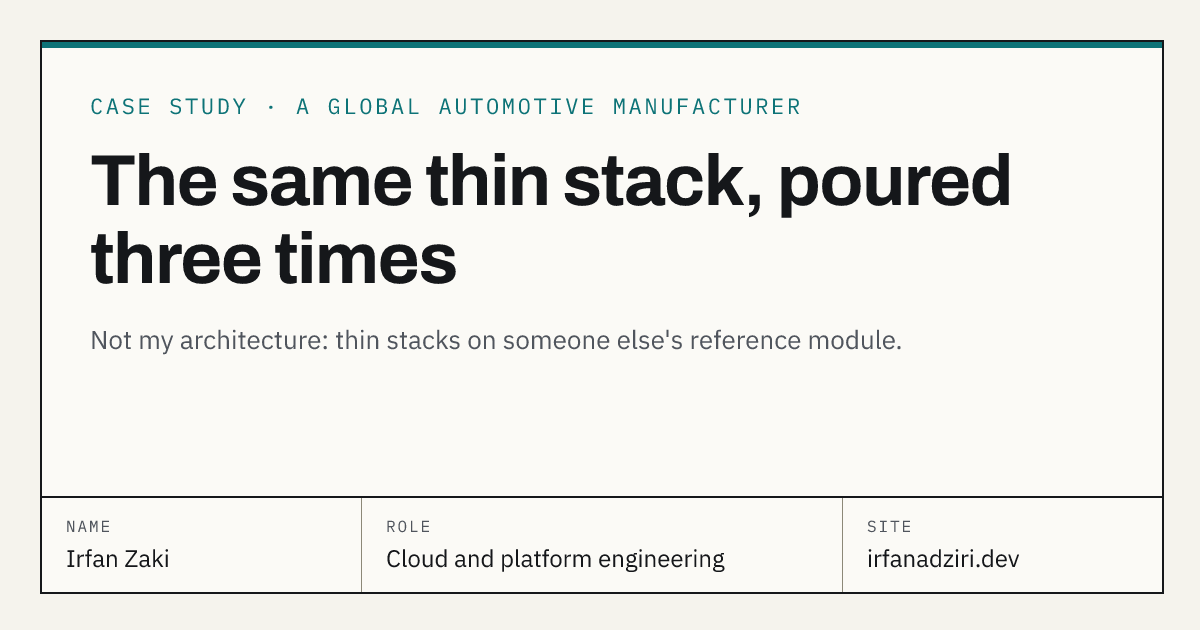 CASE STUDY · A GLOBAL AUTOMOTIVE MANUFACTURER
The same thin stack, poured
three times
Not my architecture: thin stacks on someone else's reference module.
NAME
Irfan Zaki
ROLE
Cloud and platform engineering
SITE
irfanadziri.dev